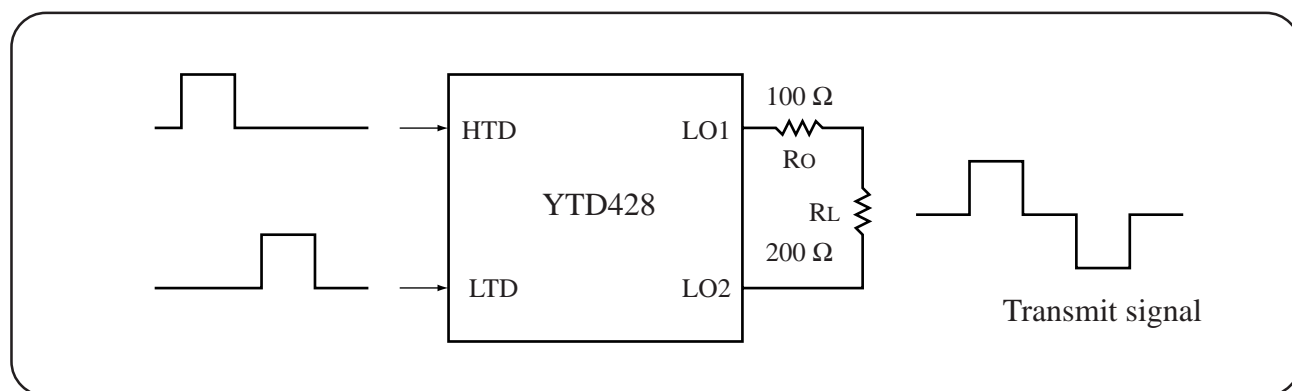 100 Ω
HTD
LO1
RO
YTD428
RL
200 Ω
LTD
LO2
Transmit signal